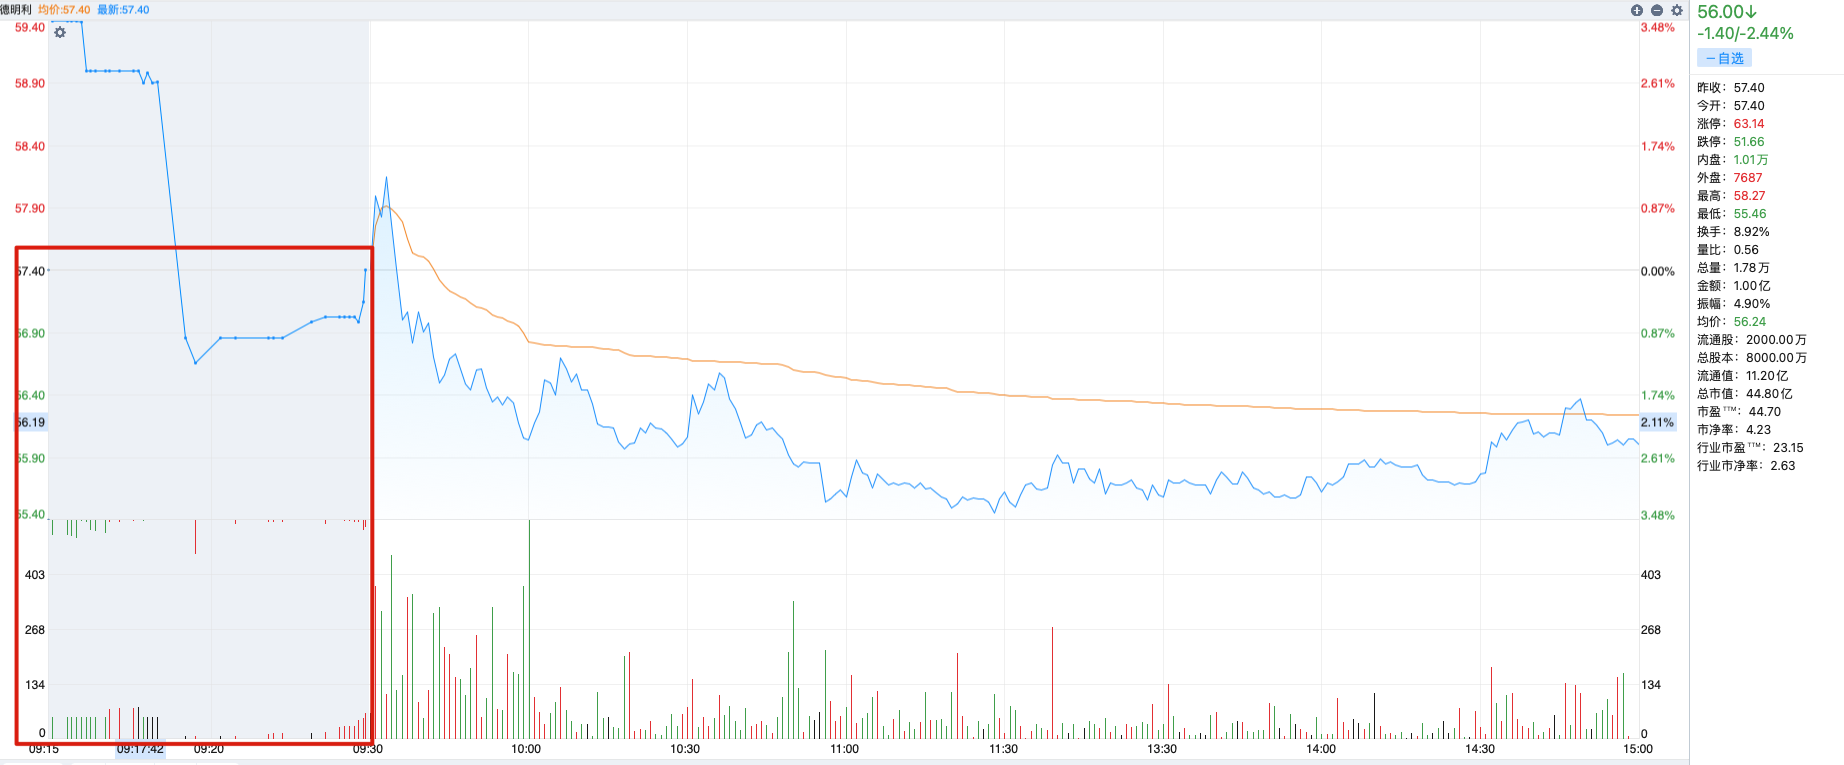 德明利 均价:57.40 最新:57.40
59.40
58.90
58.40
57.90
57.40
56.90
56.40
56.19
55.90
55.40
403
268
134
0
3.48%
2.61%
1.74%
0.87%
0.00%
0.87%
1.74%
2.11%
2.61%
3.48%
403
268
134
0
09:15 09:17:42 09:20 09:30 10:00 10:30 11:00 11:30 13:30 14:00 14:30 15:00
56.00↓
-1.40/-2.44%
－自选
昨收: 57.40
今开: 57.40
涨停: 63.14
跌停: 51.66
内盘: 1.01万
外盘: 7687
最高: 58.27
最低: 55.46
换手: 8.92%
量比: 0.56
总量: 1.78万
金额: 1.00亿
振幅: 4.90%
均价: 56.24
流通股: 2000.00万
总股本: 8000.00万
流通值: 11.20亿
总市值: 44.80亿
市盈TTM: 44.70
市净率: 4.23
行业市盈TTM: 23.15
行业市净率: 2.63